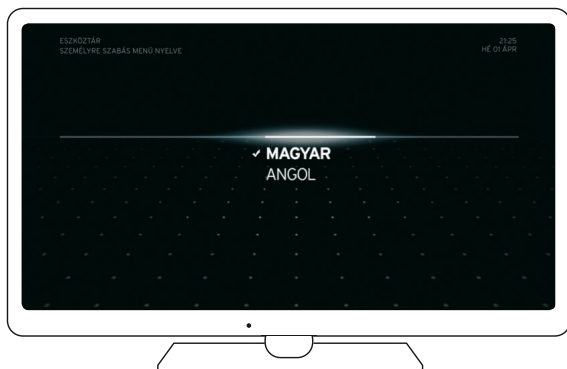 ESZKÖZTÁR
SZEMÉLYRE SZABÁS MENÜ NYELVE
21:25
HÉ 01 ÁPR
MAGYAR
ANGOL